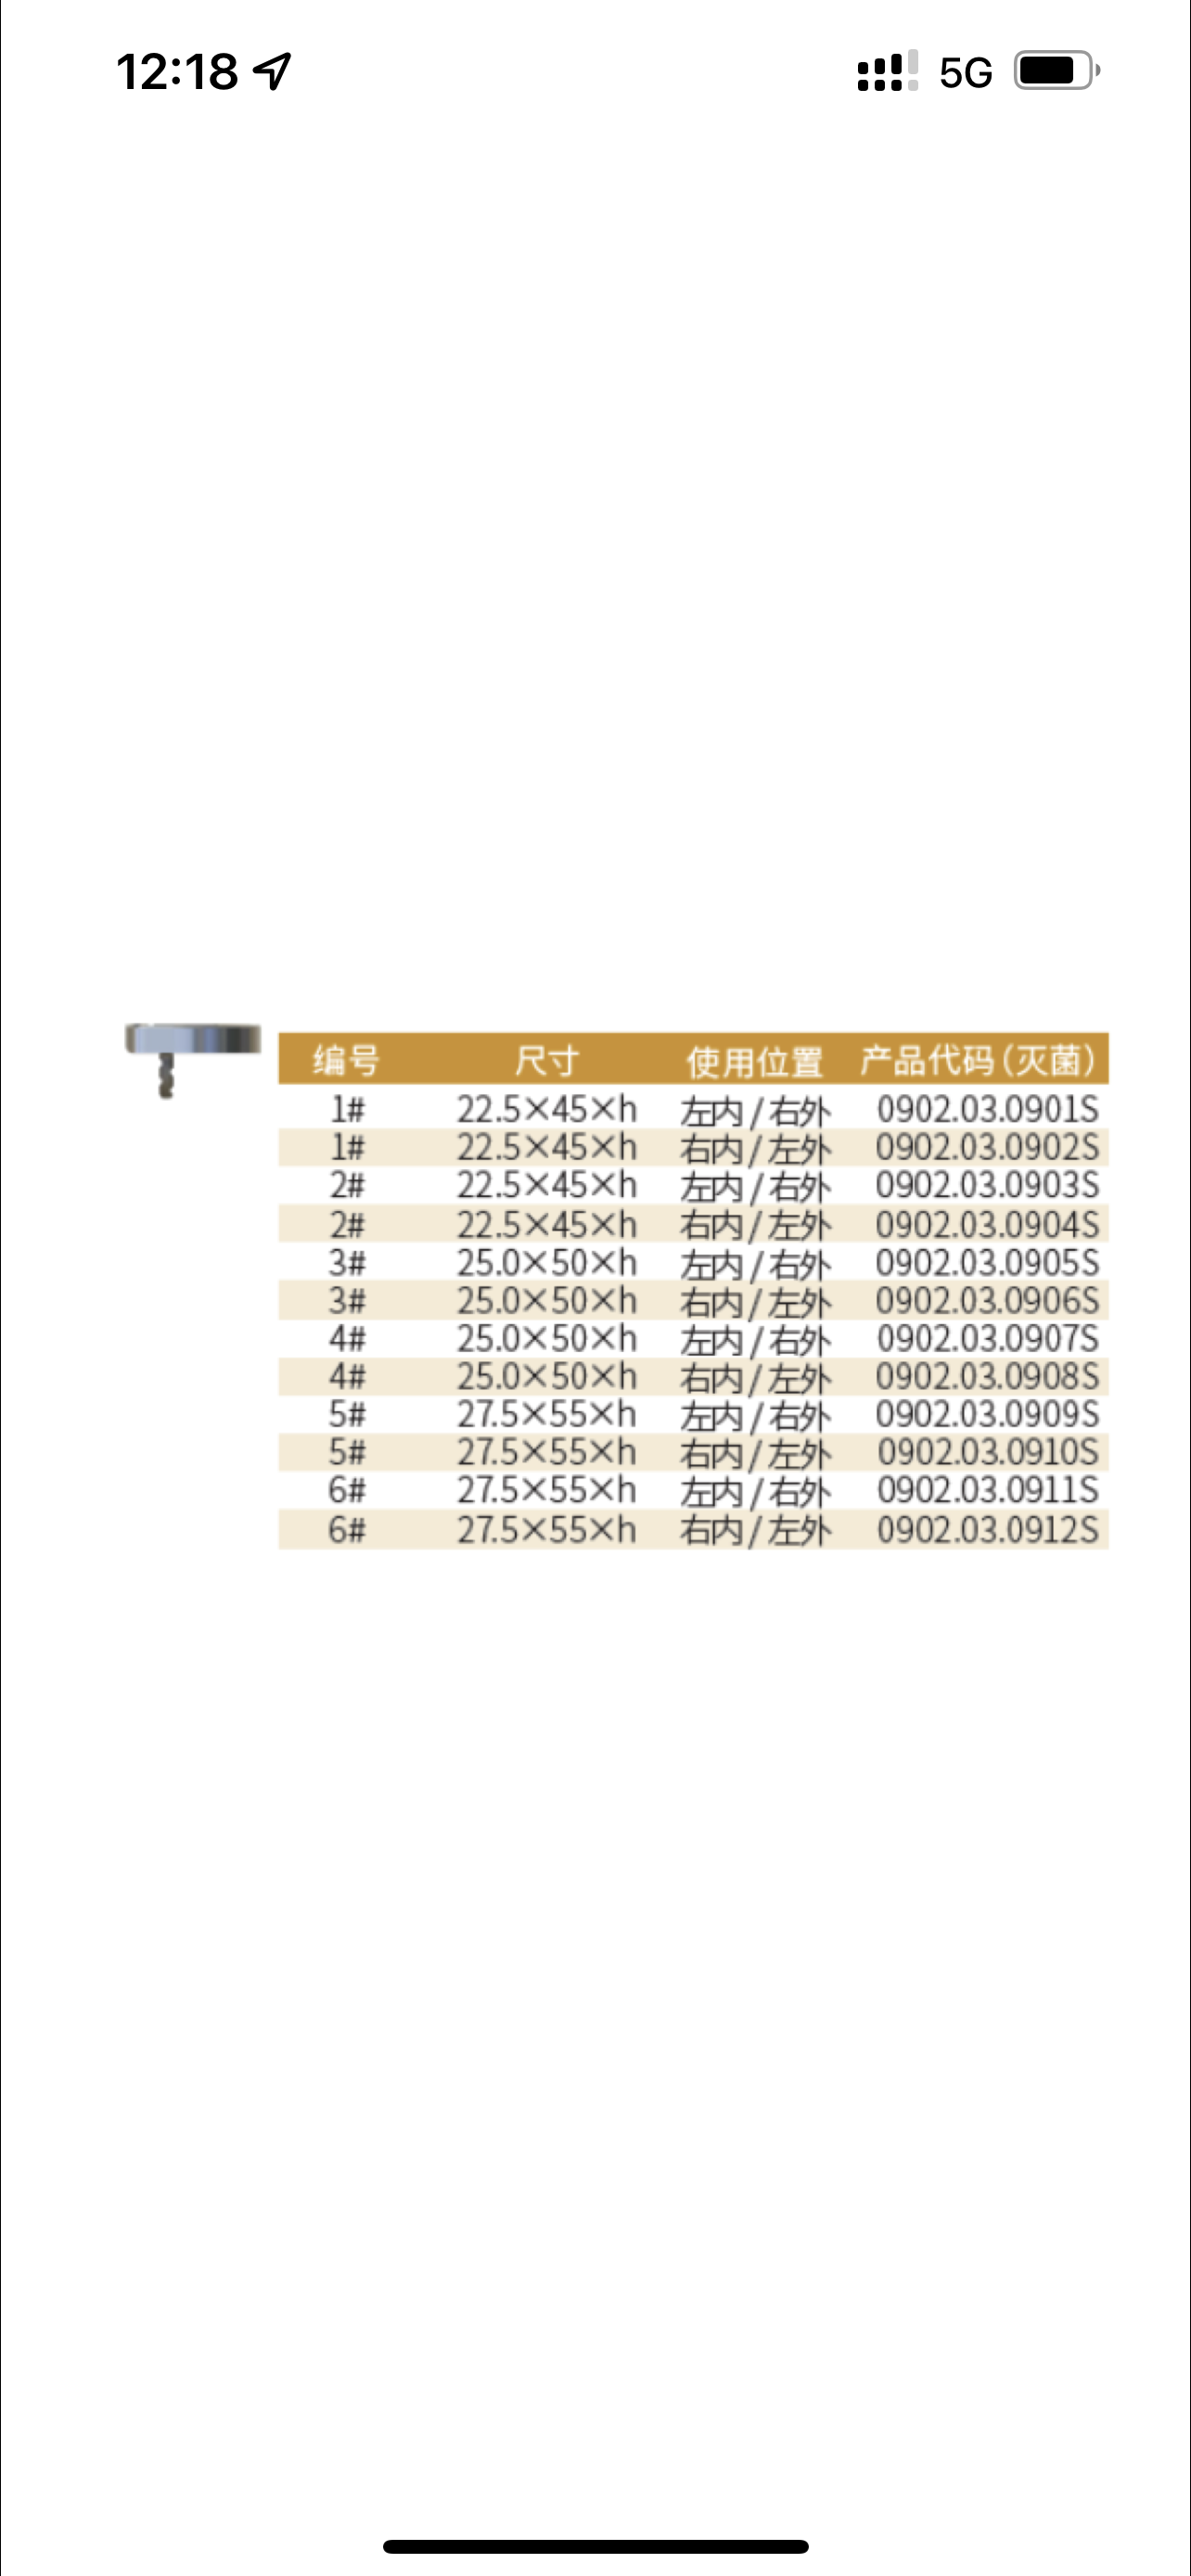 12:18 5G
编号 尺寸 使用位置 产品代码(灭菌)
1# 22.5×45×h 左内/右外 0902.03.0901S
1# 22.5×45×h 右内/左外 0902.03.0902S
2# 22.5×45×h 左内/右外 0902.03.0903S
2# 22.5×45×h 右内/左外 0902.03.0904S
3# 25.0×50×h 左内/右外 0902.03.0905S
3# 25.0×50×h 右内/左外 0902.03.0906S
4# 25.0×50×h 左内/右外 0902.03.0907S
4# 25.0×50×h 右内/左外 0902.03.0908S
5# 27.5×55×h 左内/右外 0902.03.0909S
5# 27.5×55×h 右内/左外 0902.03.0910S
6# 27.5×55×h 左内/右外 0902.03.0911S
6# 27.5×55×h 右内/左外 0902.03.0912S